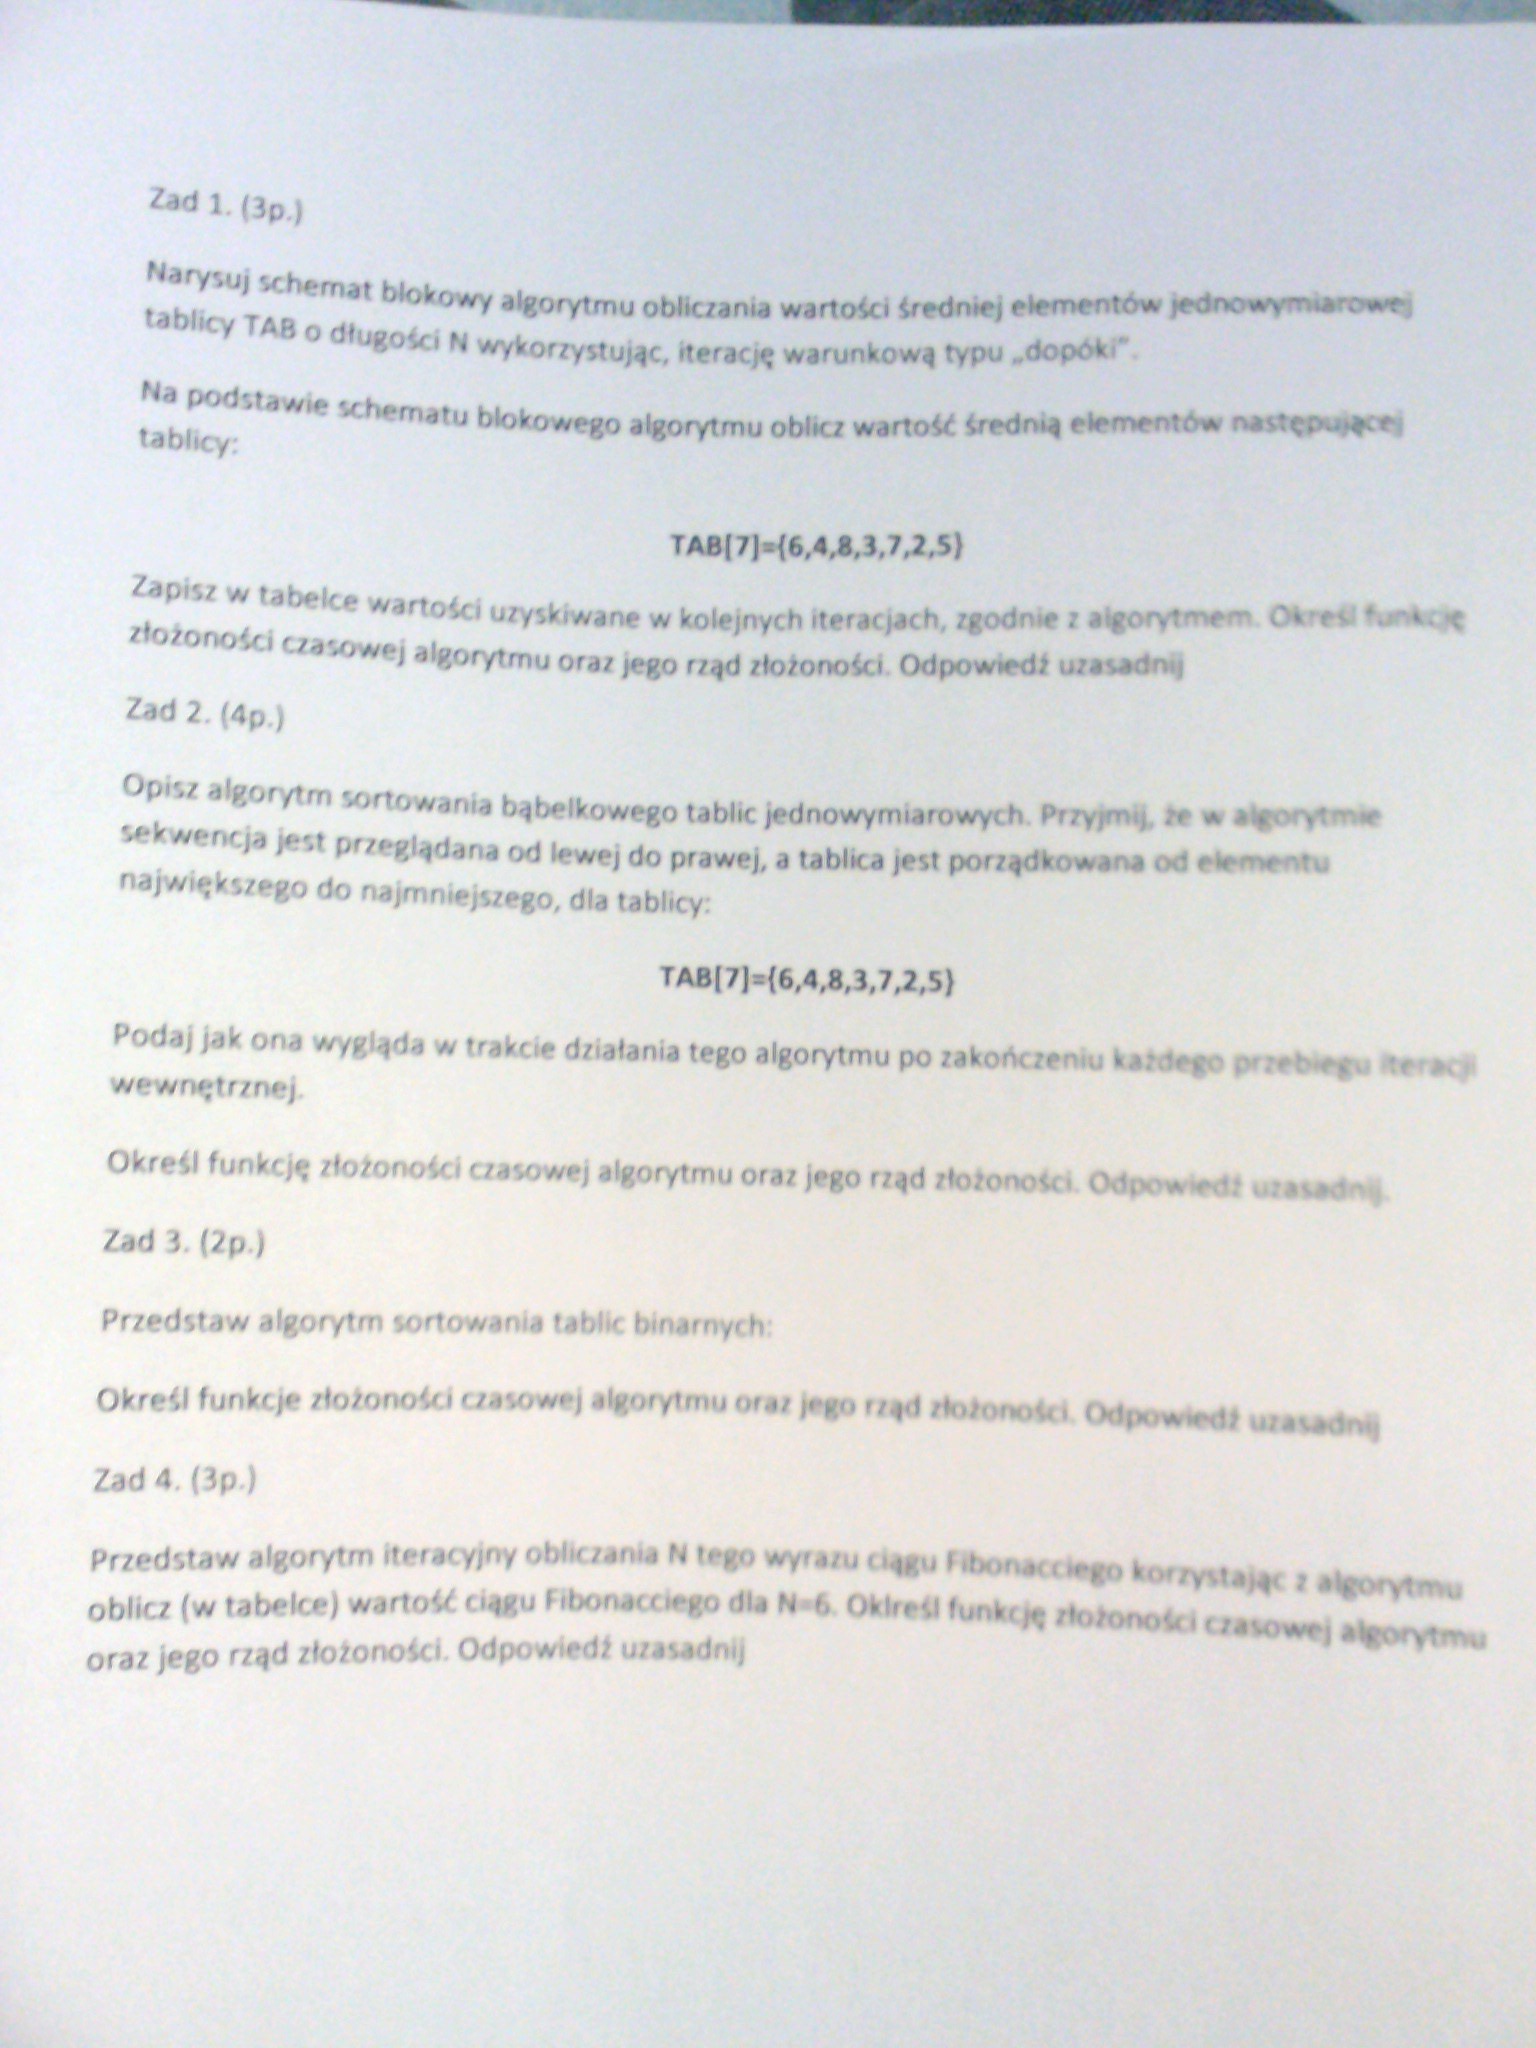 Zad 1. (3p.)
Narysuj schemat blokowy algorytmu obliczania wartości średniej elementów jednowymiarowej
tablicy TAB o długości N wykorzystując, iterację warunkową typu „dopóki”.
Na podstawie schematu blokowego algorytmu oblicz wartość średnią elementów następującej
tablicy:
TAB[7]={6,4,8,3,7,2,5}
Zapisz w tabelce wartości uzyskiwane w kolejnych iteracjach, zgodnie z algorytmem. Określ funkcję
złożoności czasowej algorytmu oraz jego rząd złożoności. Odpowiedź uzasadnij
Zad 2. (4p.)
Opisz algorytm sortowania bąbelkowego tablic jednowymiarowych. Przyjmij, że w algorytmie
sekwencja jest przeglądana od lewej do prawej, a tablica jest porządkowana od elementu
największego do najmniejszego, dla tablicy:
TAB[7]={6,4,8,3,7,2,5}
Podaj jak ona wygląda w trakcie działania tego algorytmu po zakończeniu każdego przebiegu iteracji
wewnętrznej.
Określ funkcję złożoności czasowej algorytmu oraz jego rząd złożoności. Odpowiedź uzasadnij.
Zad 3. (2p.)
Przedstaw algorytm sortowania tablic binarnych:
Określ funkcje złożoności czasowej algorytmu oraz jego rząd złożoności. Odpowiedź uzasadnij
Zad 4. (3p.)
Przedstaw algorytm iteracyjny obliczania N tego wyrazu ciągu Fibonacciego korzystając z algorytmu
oblicz (w tabelce) wartość ciągu Fibonacciego dla N=6. Oklreśl funkcję złożoności czasowej algorytmu
oraz jego rząd złożoności. Odpowiedź uzasadnij